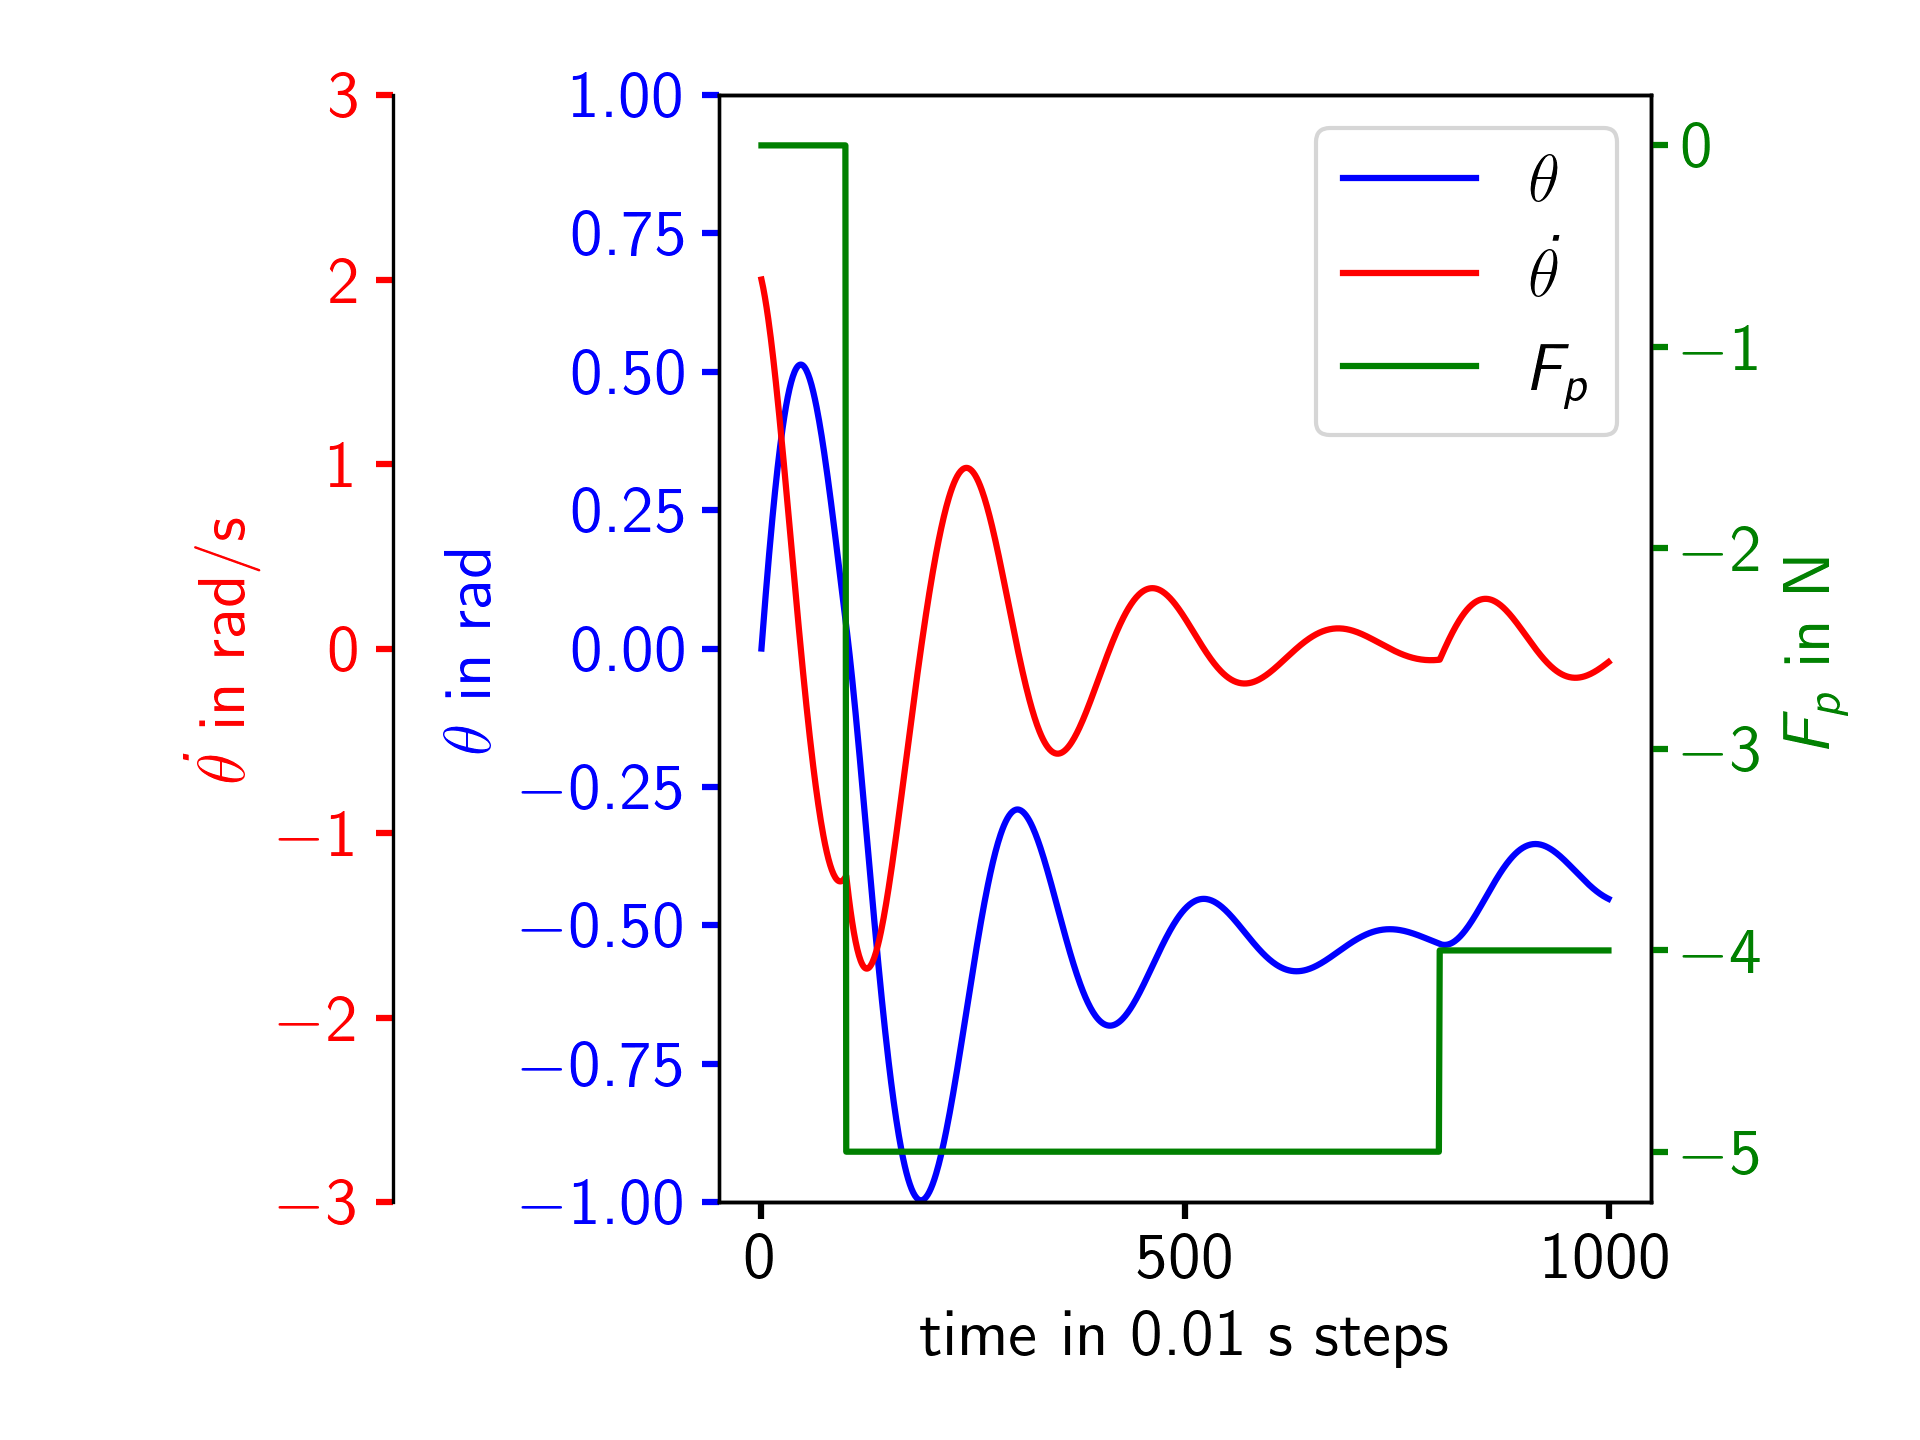 3
2
1
0
−1
−2
−3
θ̇ in rad/s
1.00
0.75
0.50
0.25
0.00
−0.25
−0.50
−0.75
−1.00
θ in rad
θ
θ̇
F_p
0
−1
−2
−3
−4
−5
F_p in N
0 500 1000
time in 0.01 s steps